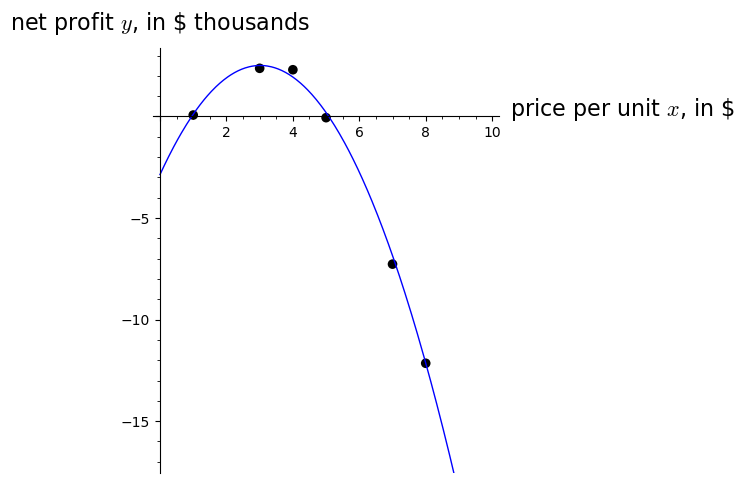 net profit y, in $ thousands
price per unit x, in $
2 4 6 8 10
−5
−10
−15